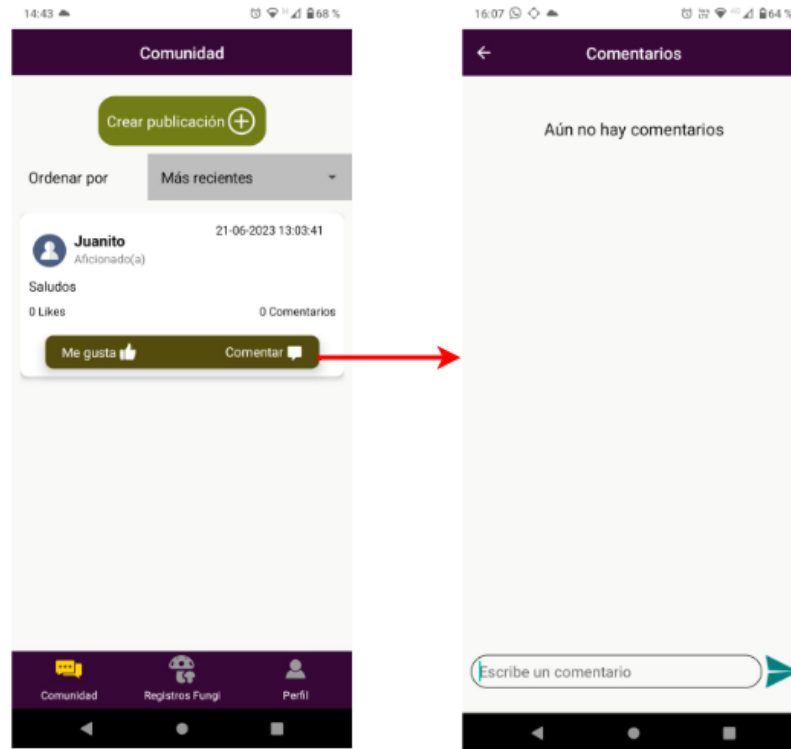 14:43
68 %
Comunidad
Crear publicación
Ordenar por
Más recientes
Juanito
21-06-2023 13:03:41
Aficionado(a)
Saludos
0 Likes
0 Comentarios
Me gusta
Comentar
Comunidad
Registros Fungi
Perfil
16:07
64 %
Comentarios
Aún no hay comentarios
Escribe un comentario